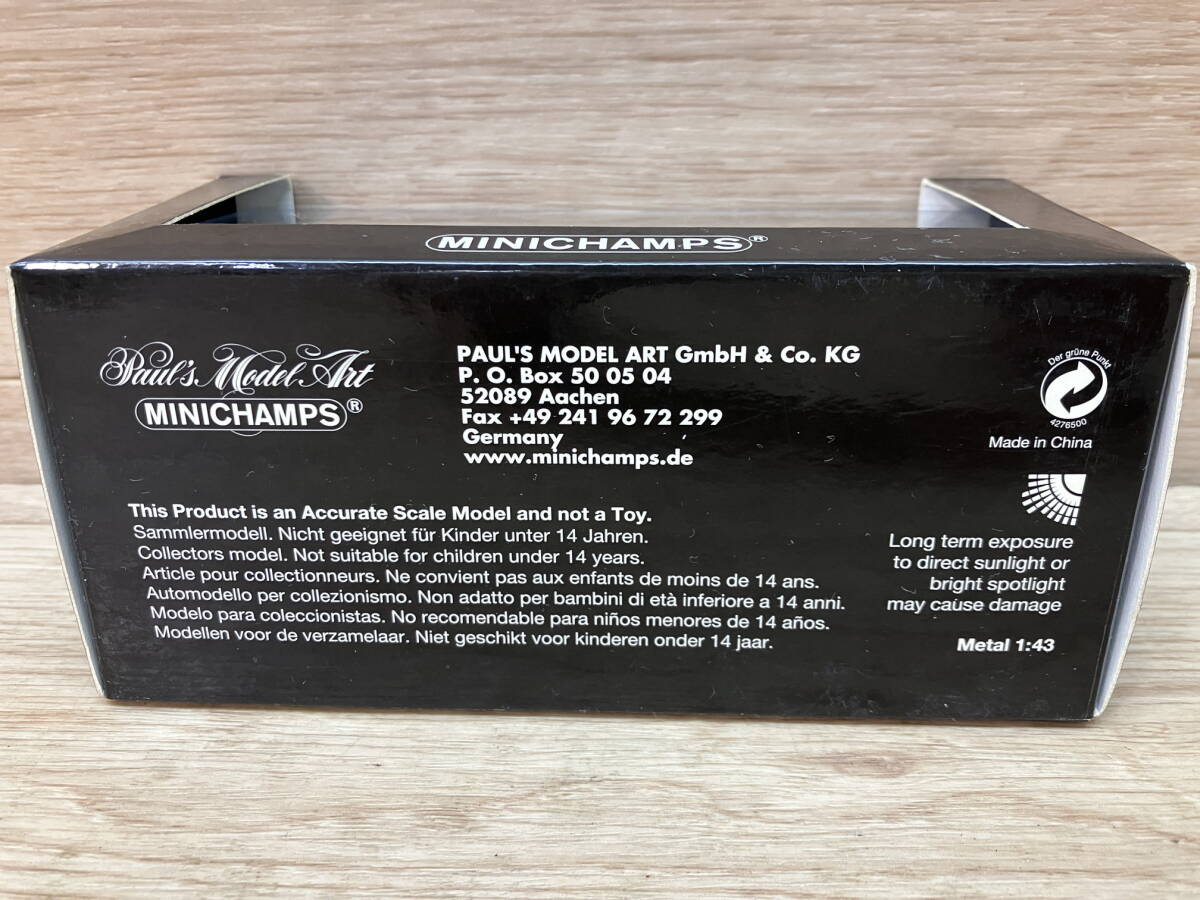 MINICHAMPS®
Paul's Model Art
MINICHAMPS®
PAUL'S MODEL ART GmbH & Co. KG
P. O. Box 50 05 04
52089 Aachen
Fax +49 241 96 72 299
Germany
www.minichamps.de
Der grüne Punkt
4276500
Made in China
This Product is an Accurate Scale Model and not a Toy.
Sammlermodell. Nicht geeignet für Kinder unter 14 Jahren.
Collectors model. Not suitable for children under 14 years.
Article pour collectionneurs. Ne convient pas aux enfants de moins de 14 ans.
Automodello per collezionismo. Non adatto per bambini di età inferiore a 14 anni.
Modelo para coleccionistas. No recomendable para niños menores de 14 años.
Modellen voor de verzamelaar. Niet geschikt voor kinderen onder 14 jaar.
Long term exposure
to direct sunlight or
bright spotlight
may cause damage
Metal 1:43